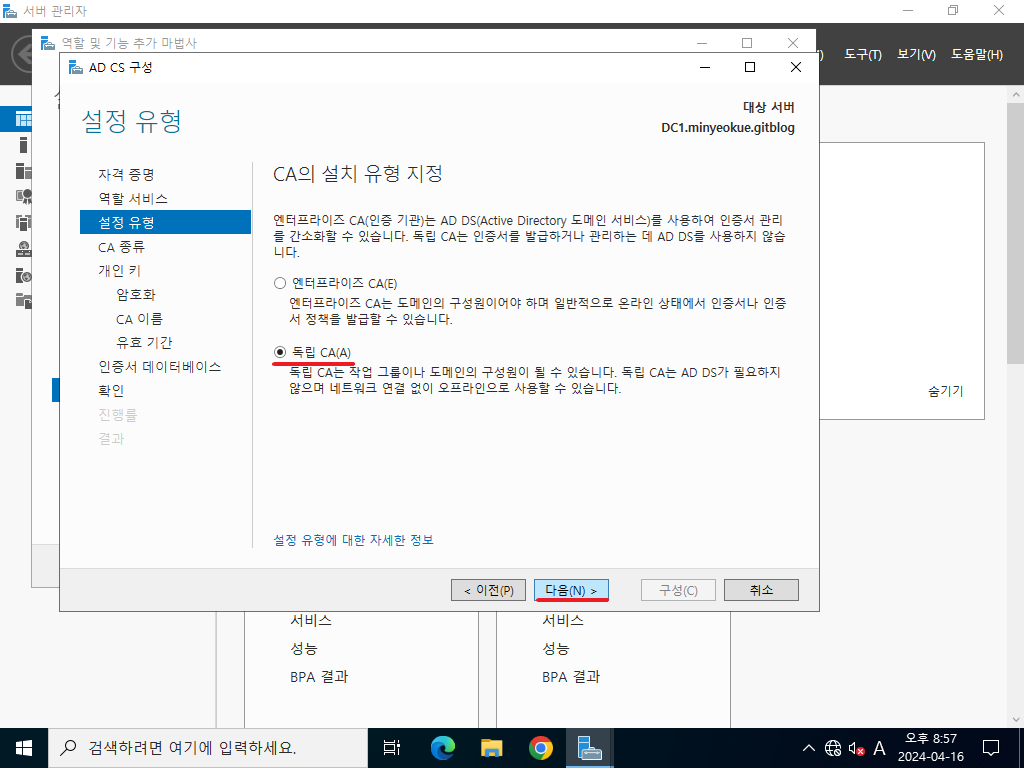 서버 관리자
역할 및 기능 추가 마법사
도구(T) 보기(V) 도움말(H)
AD CS 구성
설정 유형
대상 서버
DC1.minyeokue.gitblog
자격 증명
역할 서비스
설정 유형
CA 종류
개인 키
암호화
CA 이름
유효 기간
인증서 데이터베이스
확인
진행률
결과
CA의 설치 유형 지정
엔터프라이즈 CA(인증 기관)는 AD DS(Active Directory 도메인 서비스)를 사용하여 인증서 관리
를 간소화할 수 있습니다. 독립 CA는 인증서를 발급하거나 관리하는 데 AD DS를 사용하지 않습
니다.
엔터프라이즈 CA(E)
엔터프라이즈 CA는 도메인의 구성원이어야 하며 일반적으로 온라인 상태에서 인증서나 인증
서 정책을 발급할 수 있습니다.
독립 CA(A)
독립 CA는 작업 그룹이나 도메인의 구성원이 될 수 있습니다. 독립 CA는 AD DS가 필요하지
않으며 네트워크 연결 없이 오프라인으로 사용할 수 있습니다.
설정 유형에 대한 자세한 정보
< 이전(P) 다음(N) > 구성(C) 취소
숨기기
서비스 서비스
성능 성능
BPA 결과 BPA 결과
검색하려면 여기에 입력하세요.
A
오후 8:57
2024-04-16